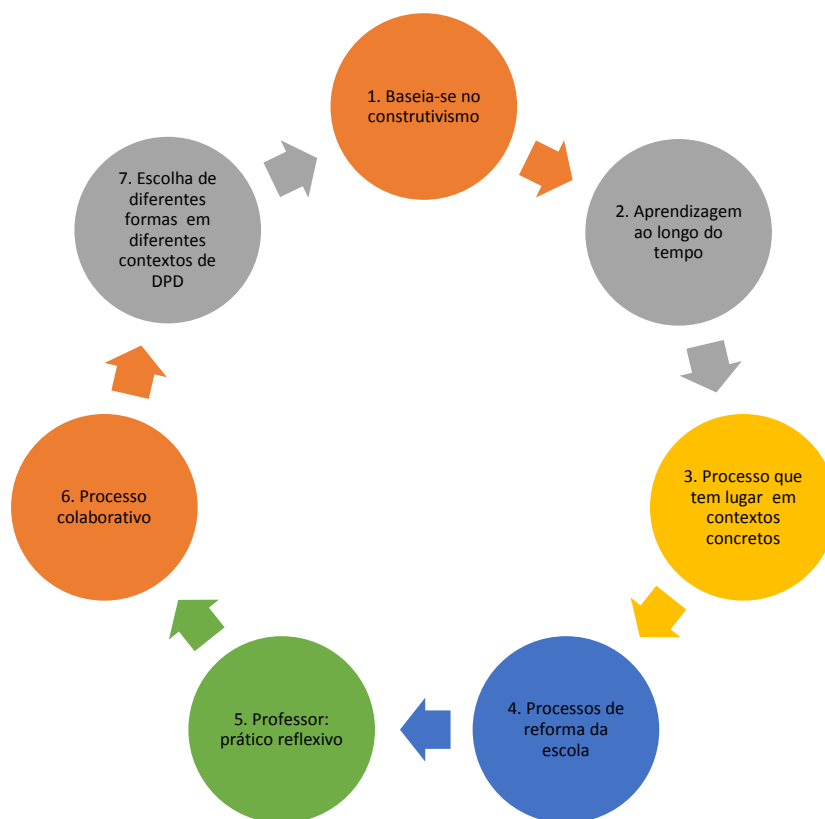 1. Baseia-se no
construtivismo
2. Aprendizagem
ao longo do
tempo
3. Processo que
tem lugar em
contextos
concretos
4. Processos de
reforma da
escola
5. Professor:
prático reflexivo
6. Processo
colaborativo
7. Escolha de
diferentes
formas em
diferentes
contextos de
DPD